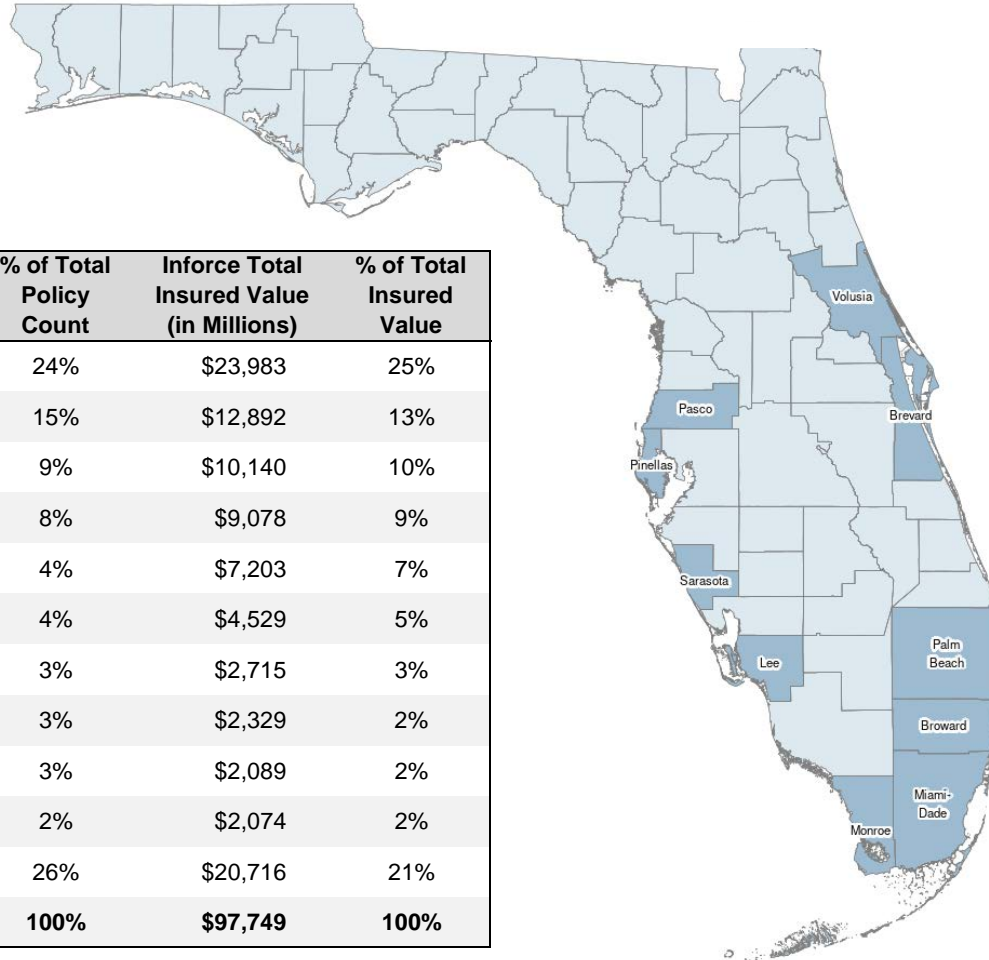 % of Total Policy Count | Inforce Total Insured Value (in Millions) | % of Total Insured Value
24% $23,983 25%
15% $12,892 13%
9% $10,140 10%
8% $9,078 9%
4% $7,203 7%
4% $4,529 5%
3% $2,715 3%
3% $2,329 2%
3% $2,089 2%
2% $2,074 2%
26% $20,716 21%
100% $97,749 100%
Volusia
Pasco
Brevard
Pinellas
Sarasota
Palm
Beach
Lee
Broward
Miami-
Dade
Monroe